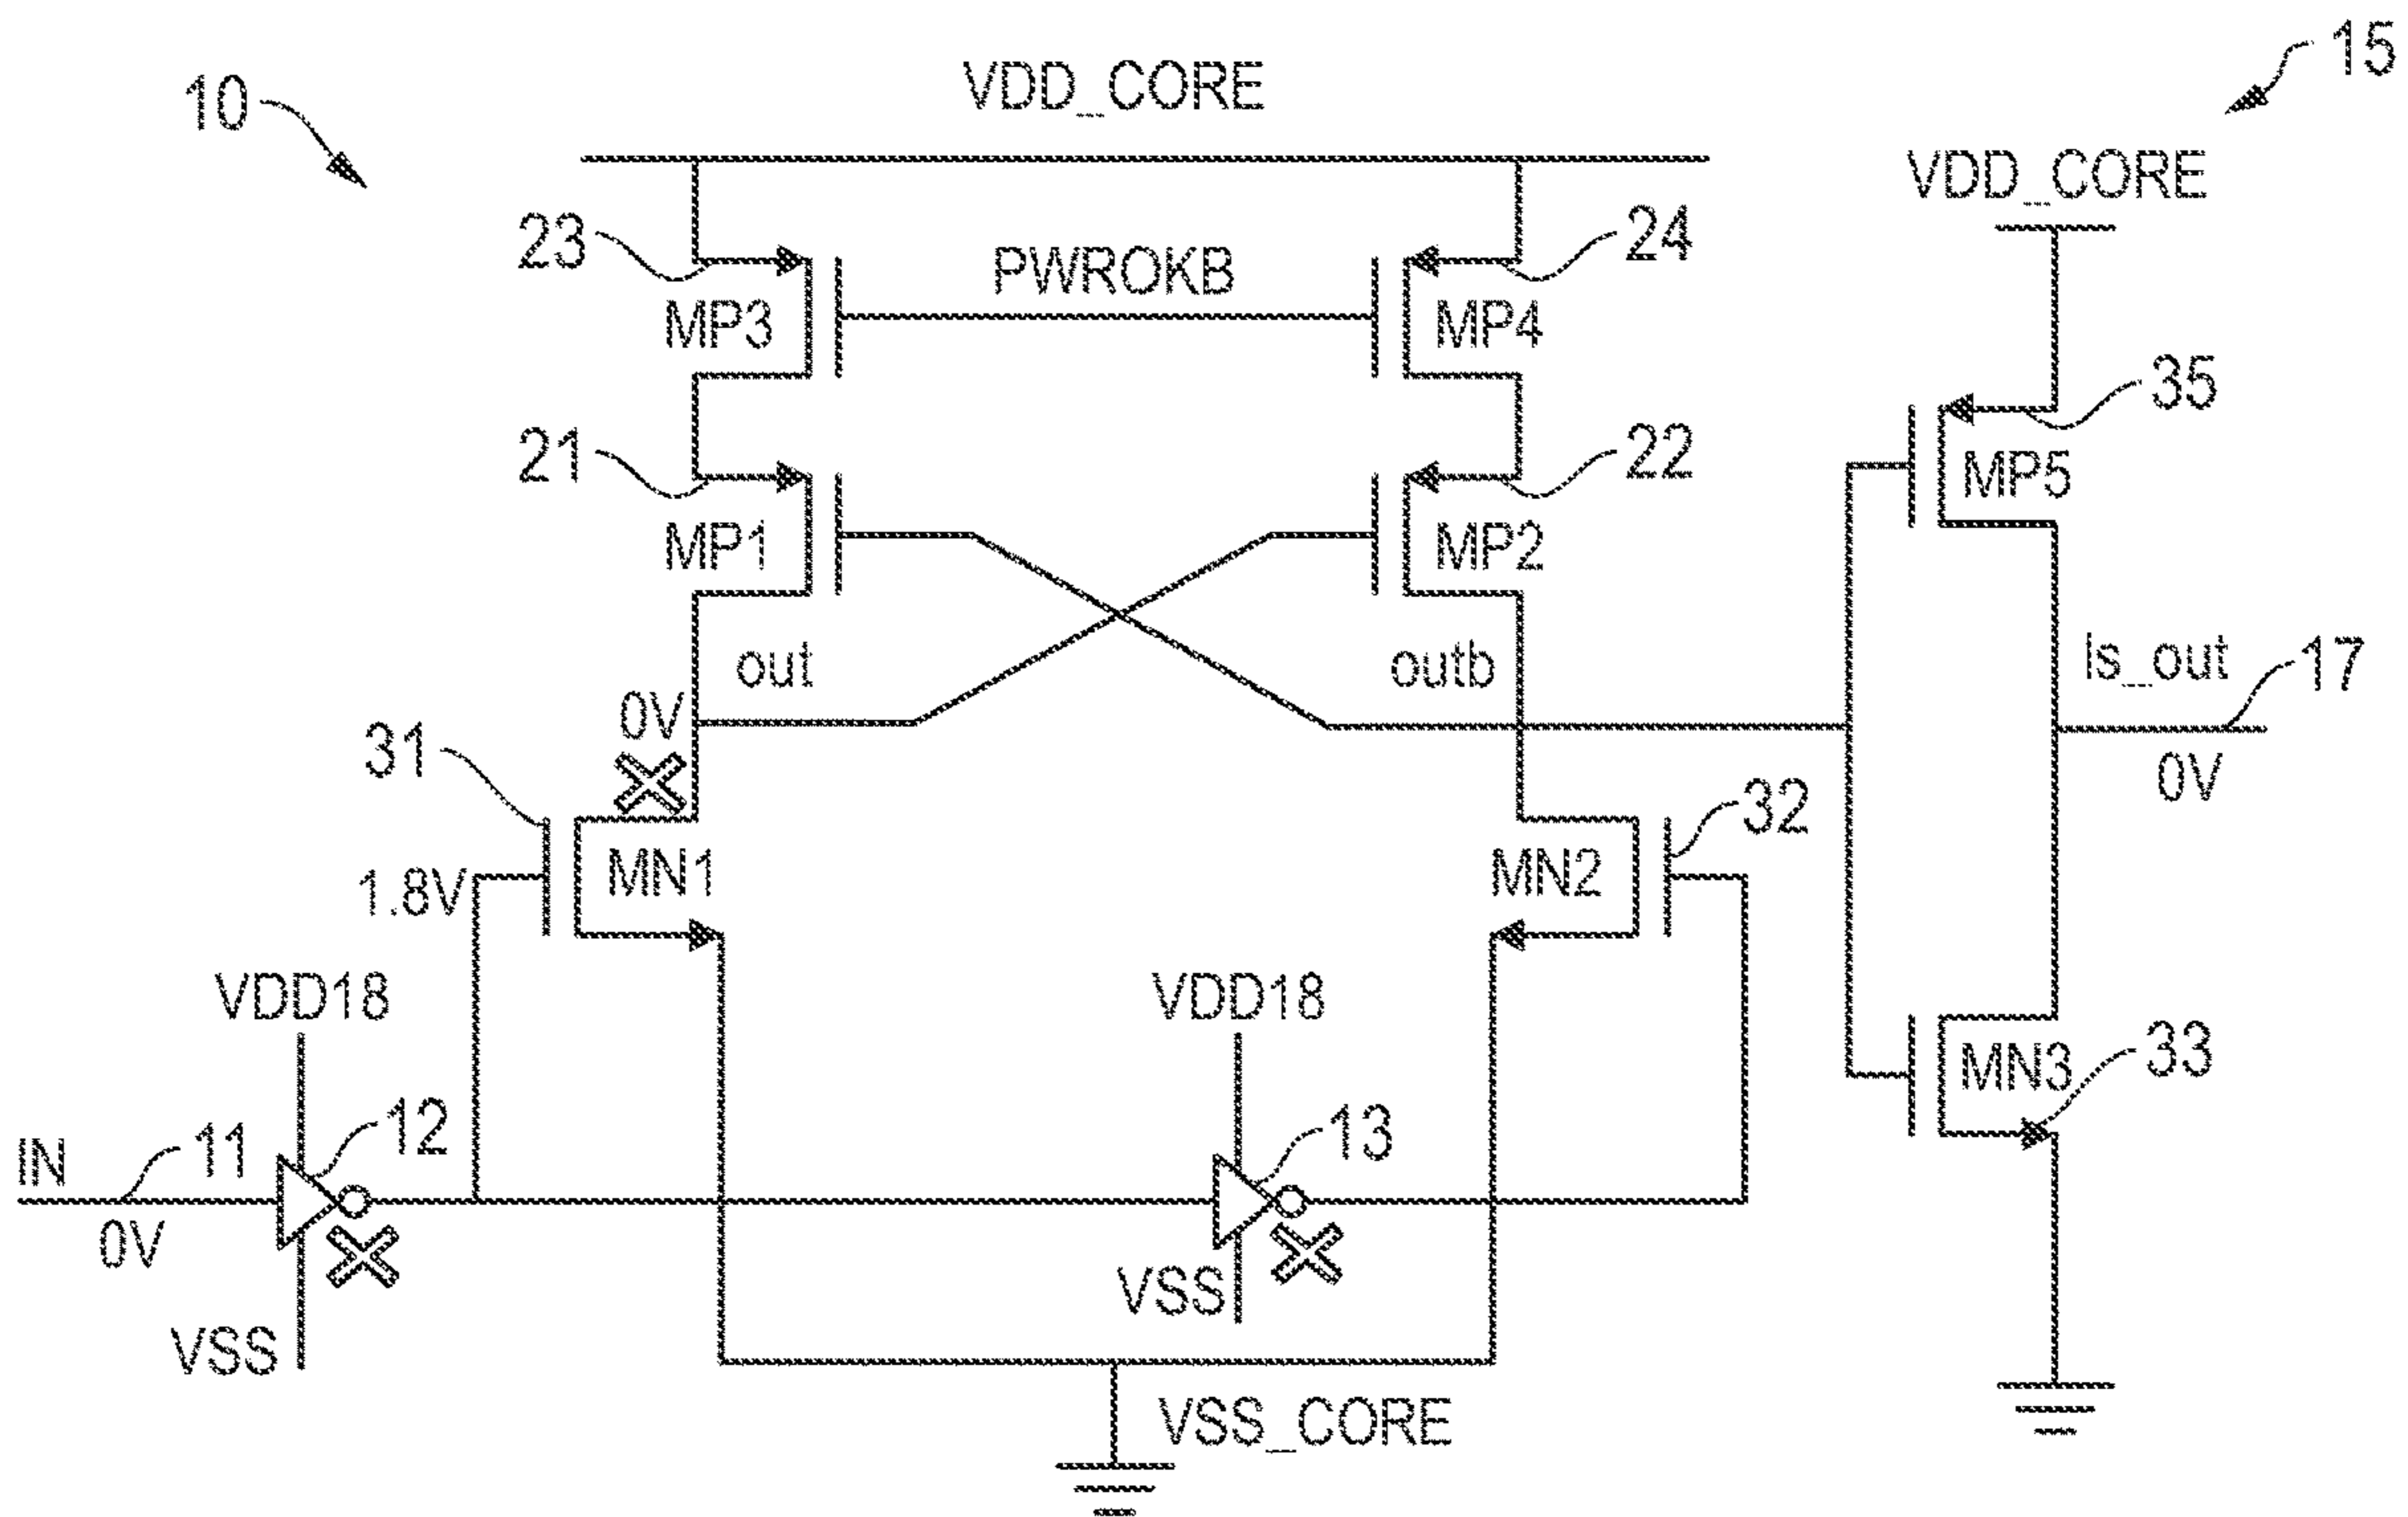 10
VDD_CORE
15
VDD_CORE
23
PWROKB
24
MP3
MP4
35
21
22
MP5
MP1
MP2
out
outb
ls_out
17
0V
0V
31
32
1.8V
MN1
MN2
VDD18
VDD18
MN3
33
IN
11
12
13
0V
VSS
VSS
VSS_CORE